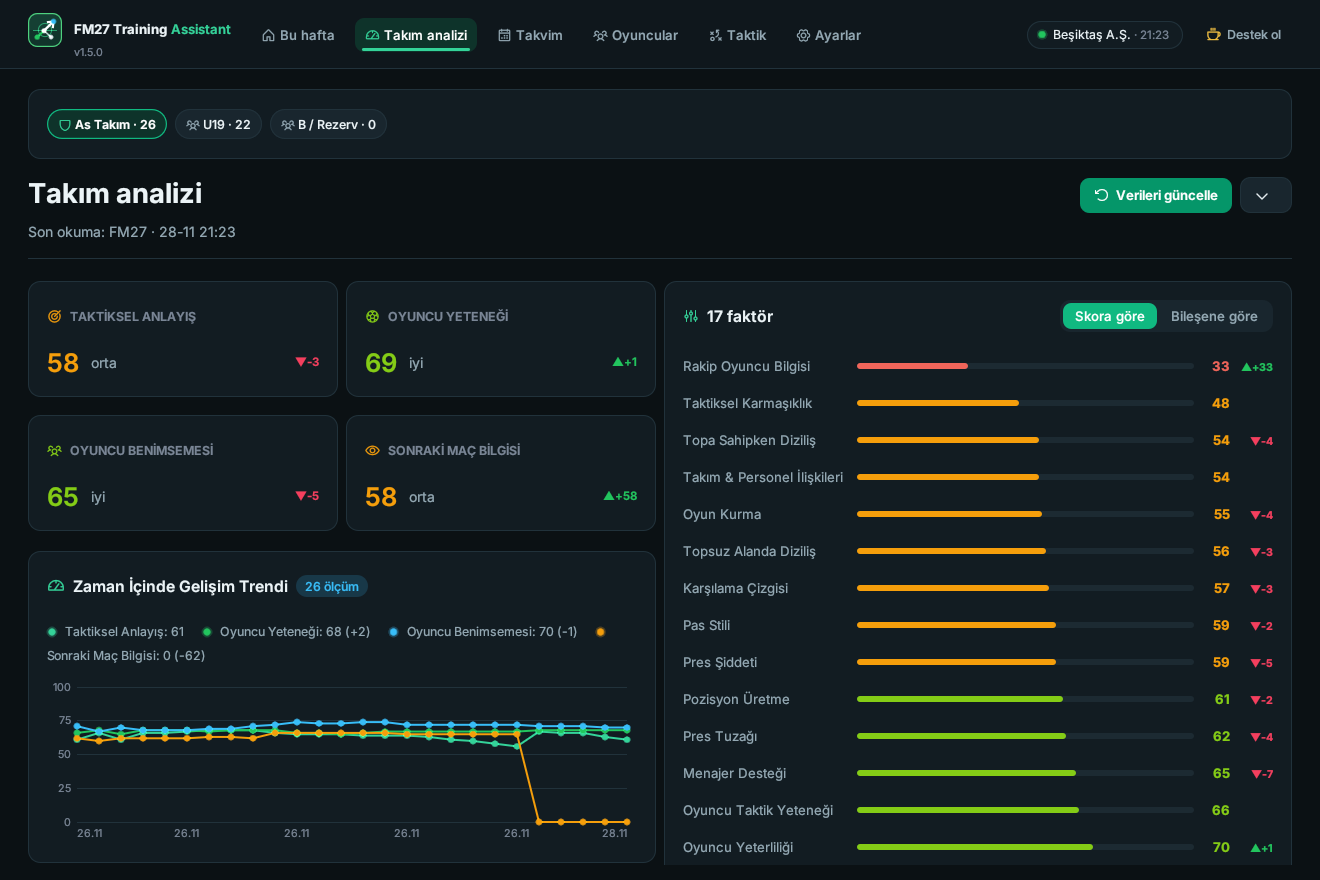 FM27 Training Assistant
v1.5.0
Bu hafta
Takım analizi
Takvim
Oyuncular
Taktik
Ayarlar
Beşiktaş A.Ş. · 21:23
Destek ol
As Takım · 26
U19 · 22
B / Rezerv · 0
Takım analizi
Son okuma: FM27 · 28-11 21:23
Verileri güncelle
TAKTİKSEL ANLAYIŞ
58 orta ▼-3
OYUNCU YETENEĞİ
69 iyi ▲+1
OYUNCU BENİMSEMESİ
65 iyi ▼-5
SONRAKİ MAÇ BİLGİSİ
58 orta ▲+58
Zaman İçinde Gelişim Trendi
26 ölçüm
Taktiksel Anlayış: 61
Oyuncu Yeteneği: 68 (+2)
Oyuncu Benimsemesi: 70 (-1)
Sonraki Maç Bilgisi: 0 (-62)
100
75
50
25
0
26.11 26.11 26.11 26.11 26.11 28.11
17 faktör
Skora göre
Bileşene göre
Rakip Oyuncu Bilgisi 33 ▲+33
Taktiksel Karmaşıklık 48
Topa Sahipken Diziliş 54 ▼-4
Takım & Personel İlişkileri 54
Oyun Kurma 55 ▼-4
Topsuz Alanda Diziliş 56 ▼-3
Karşılama Çizgisi 57 ▼-3
Pas Stili 59 ▼-2
Pres Şiddeti 59 ▼-5
Pozisyon Üretme 61 ▼-2
Pres Tuzağı 62 ▼-4
Menajer Desteği 65 ▼-7
Oyuncu Taktik Yeteneği 66
Oyuncu Yeterliliği 70 ▲+1